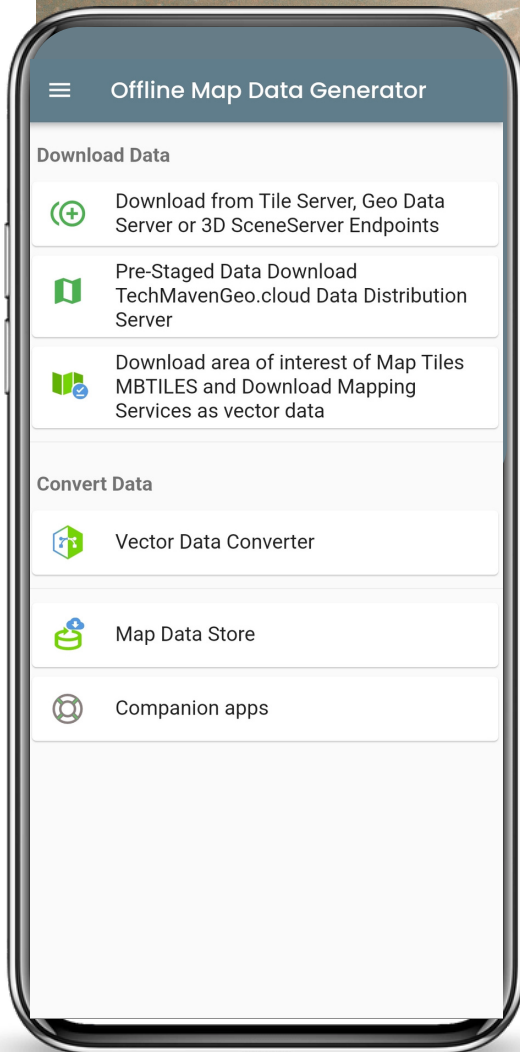 Offline Map Data Generator
Download Data
Download from Tile Server, Geo Data
Server or 3D SceneServer Endpoints
Pre-Staged Data Download
TechMavenGeo.cloud Data Distribution
Server
Download area of interest of Map Tiles
MBTILES and Download Mapping
Services as vector data
Convert Data
Vector Data Converter
Map Data Store
Companion apps